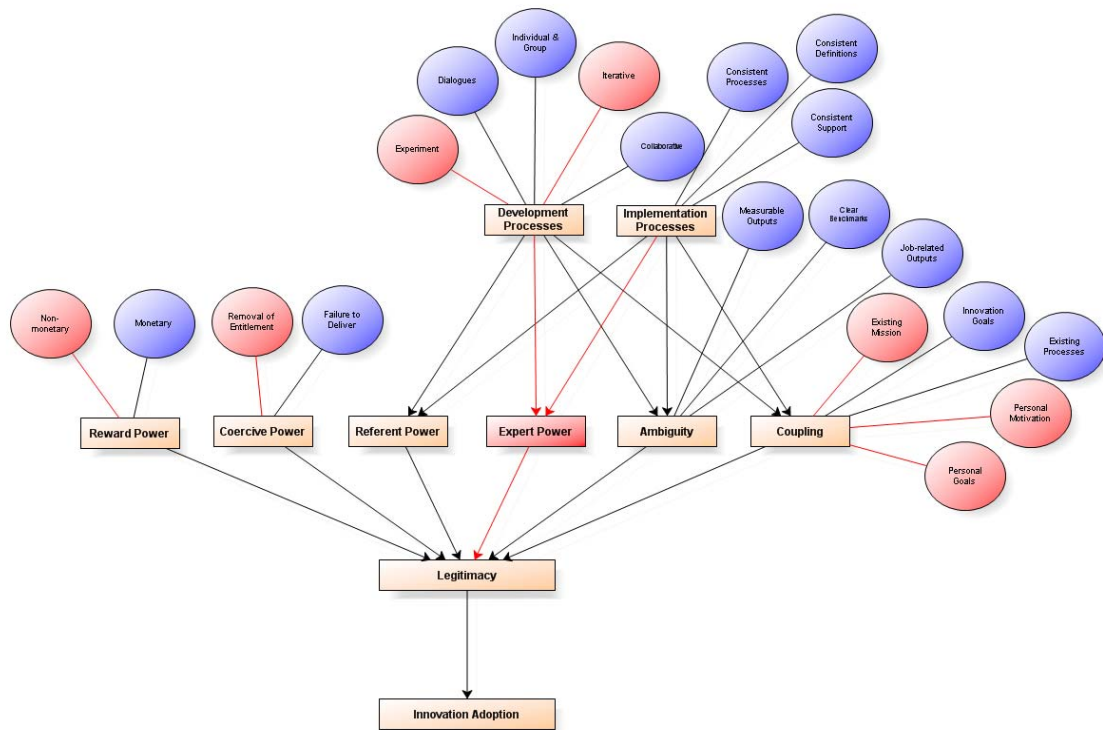 Individual &
Group
Consistent
Definitions
Dialogues
Iterative
Consistent
Processes
Consistent
Support
Experiment
Collaborative
Development
Processes
Implementation
Processes
Measurable
Outputs
Clear
Benchmarks
Job-related
Outputs
Non-
monetary
Monetary
Removal of
Entitlement
Failure to
Deliver
Existing
Mission
Innovation
Goals
Existing
Processes
Personal
Motivation
Reward Power
Coercive Power
Referent Power
Expert Power
Ambiguity
Coupling
Personal
Goals
Legitimacy
Innovation Adoption